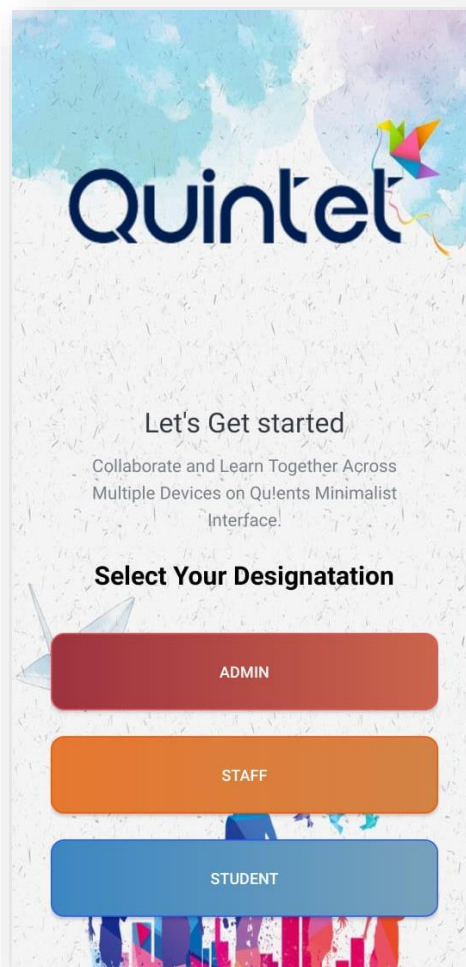 Quintet
Let's Get started
Collaborate and Learn Together Across
Multiple Devices on Qu!ents Minimalist
Interface.
Select Your Designatation
ADMIN
STAFF
STUDENT